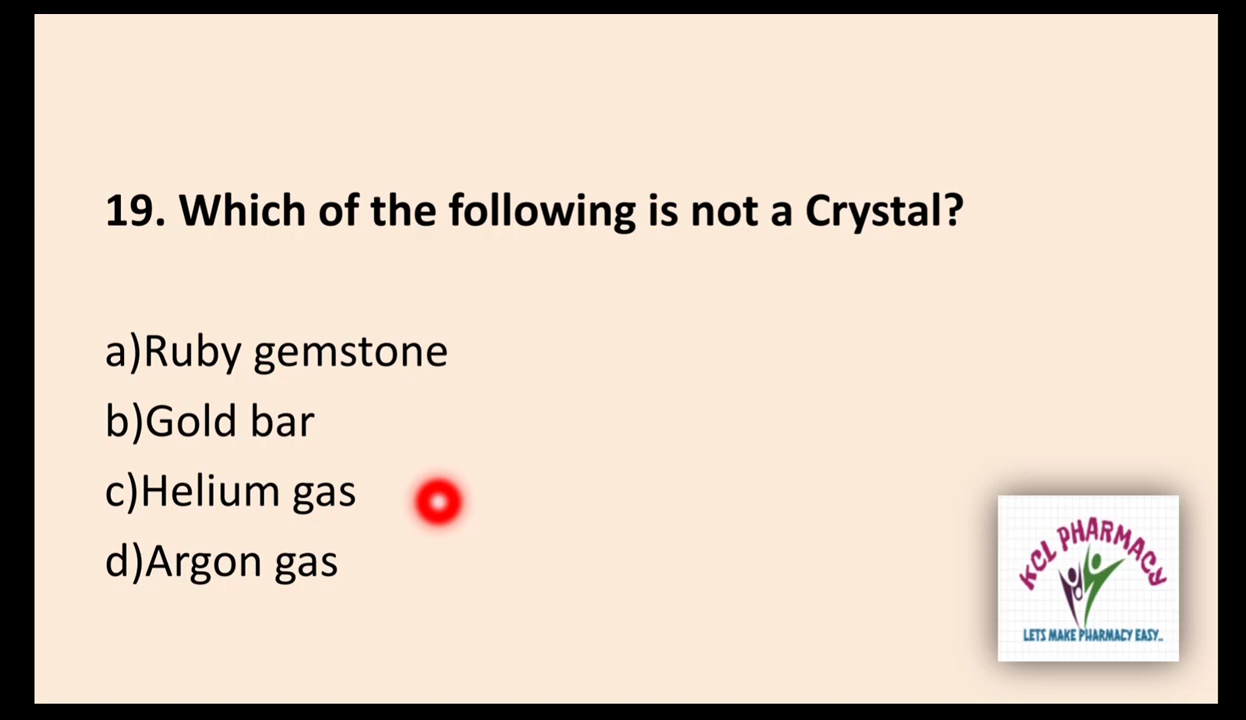 19. Which of the following is not a Crystal?
a)Ruby gemstone
b)Gold bar
c)Helium gas
d)Argon gas
KCL PHARMACY
LETS MAKE PHARMACY EASY..